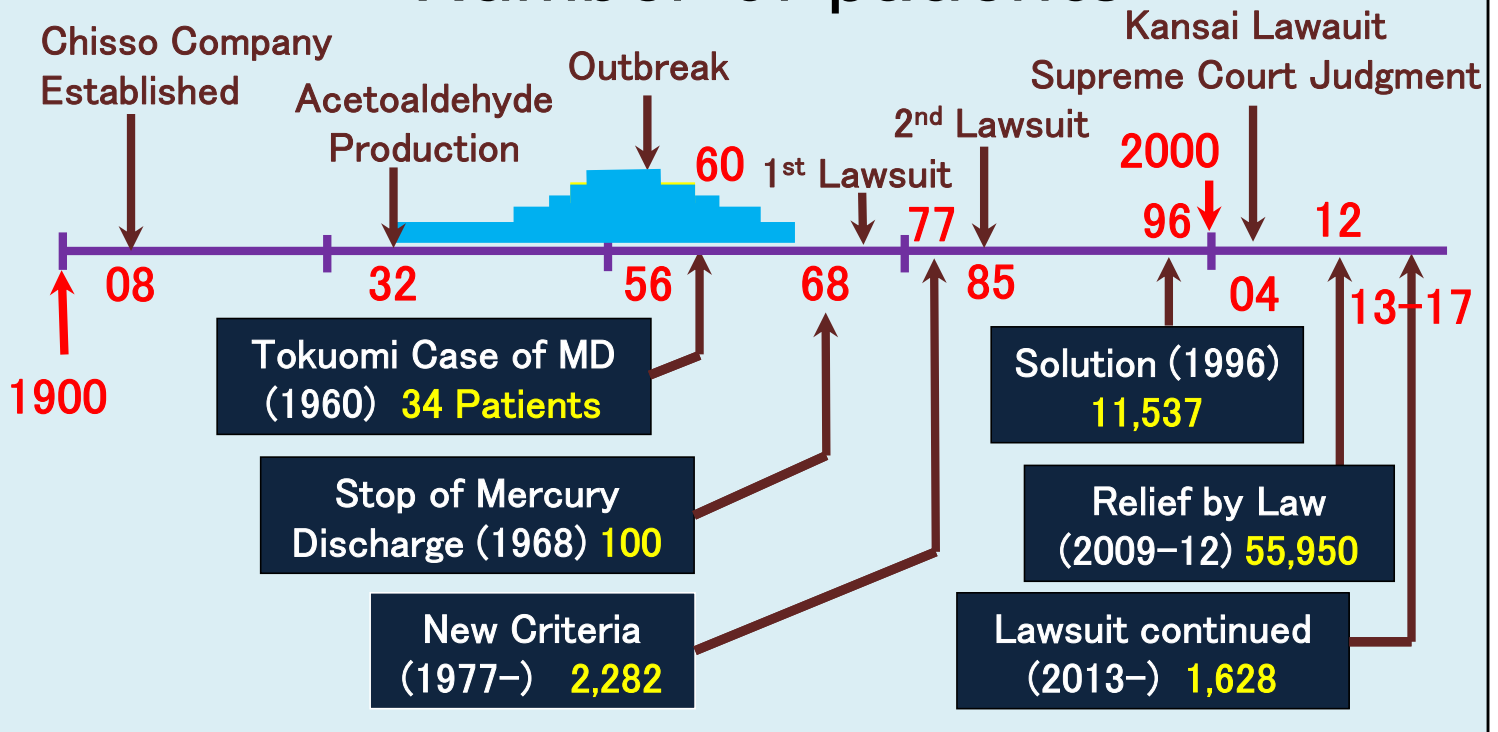 Number of patients
Chisso Company
Established
Acetoaldehyde
Production
Outbreak
Kansai Lawauit
Supreme Court Judgment
2nd Lawsuit
1st Lawsuit
2000
60
77
96
12
08
32
56
68
85
04
13-17
1900
Tokuomi Case of MD
(1960) 34 Patients
Stop of Mercury
Discharge (1968) 100
New Criteria
(1977-) 2,282
Solution (1996)
11,537
Relief by Law
(2009-12) 55,950
Lawsuit continued
(2013-) 1,628